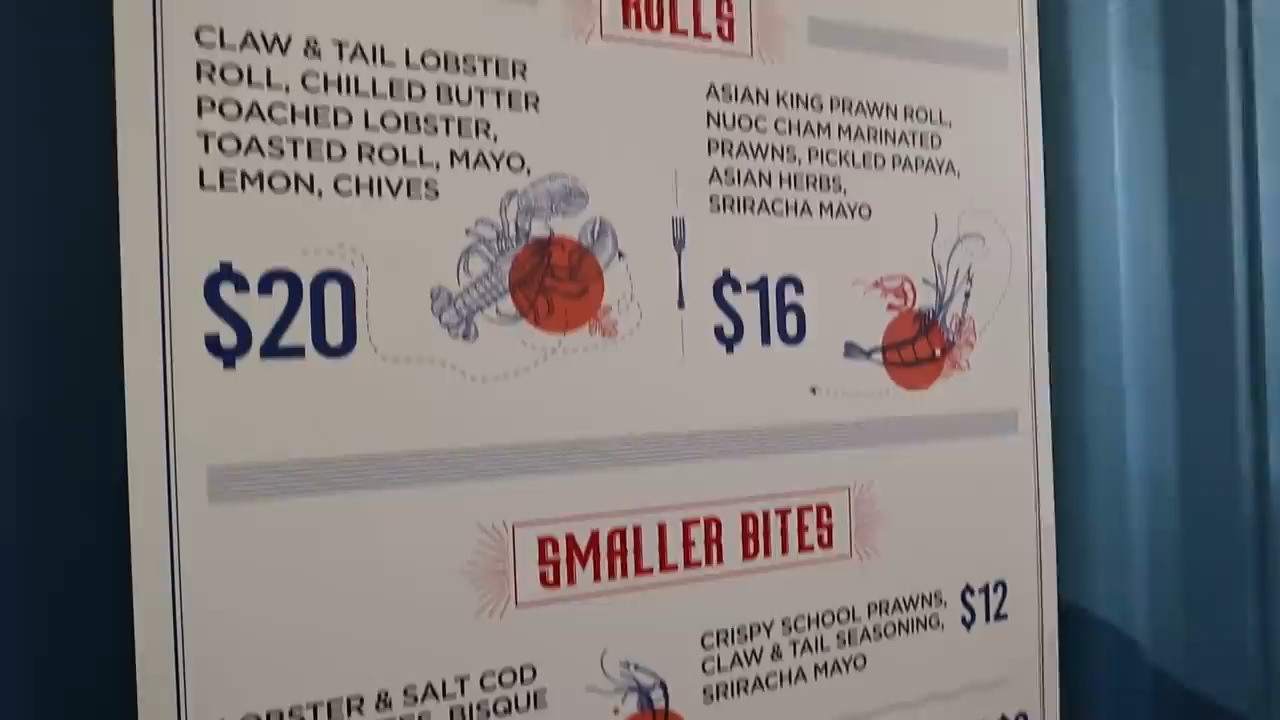 ROLLS
CLAW & TAIL LOBSTER
ROLL, CHILLED BUTTER
POACHED LOBSTER,
TOASTED ROLL, MAYO,
LEMON, CHIVES
$20
ASIAN KING PRAWN ROLL,
NUOC CHAM MARINATED
PRAWNS, PICKLED PAPAYA,
ASIAN HERBS,
SRIRACHA MAYO
$16
SMALLER BITES
LOBSTER & SALT COD
BISQUE
CRISPY SCHOOL PRAWNS,
CLAW & TAIL SEASONING,
SRIRACHA MAYO
$12